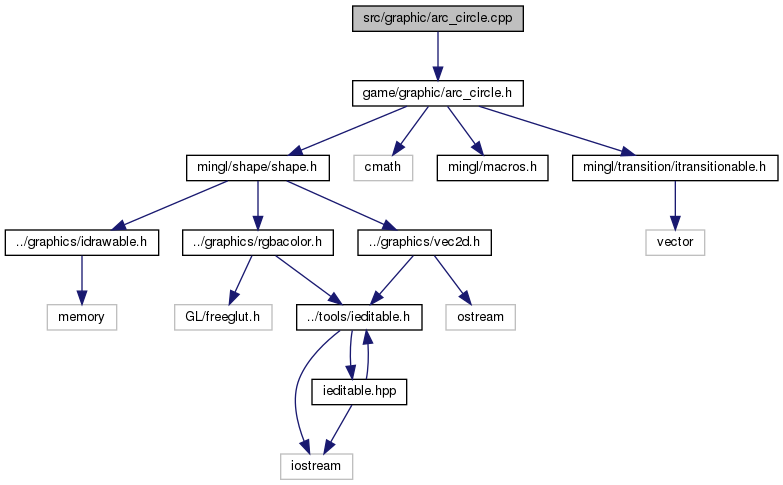 src/graphic/arc_circle.cpp
game/graphic/arc_circle.h
mingl/shape/shape.h
cmath
mingl/macros.h
mingl/transition/itransitionable.h
../graphics/idrawable.h
../graphics/rgbacolor.h
../graphics/vec2d.h
vector
memory
GL/freeglut.h
../tools/ieditable.h
ostream
ieditable.hpp
iostream